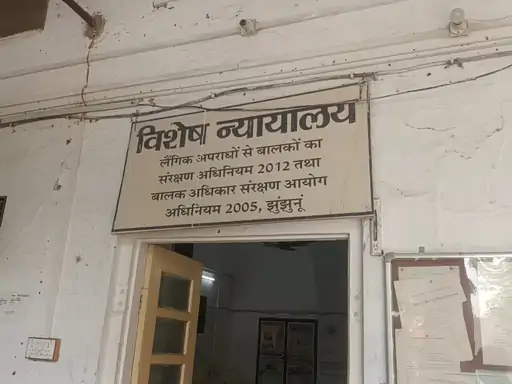 विशेष न्यायालय
लैंगिक अपराधों से बालकों का
संरक्षण अधिनियम 2012 तथा
बालक अधिकार संरक्षण आयोग
अधिनियम 2005, झुंझुनूं